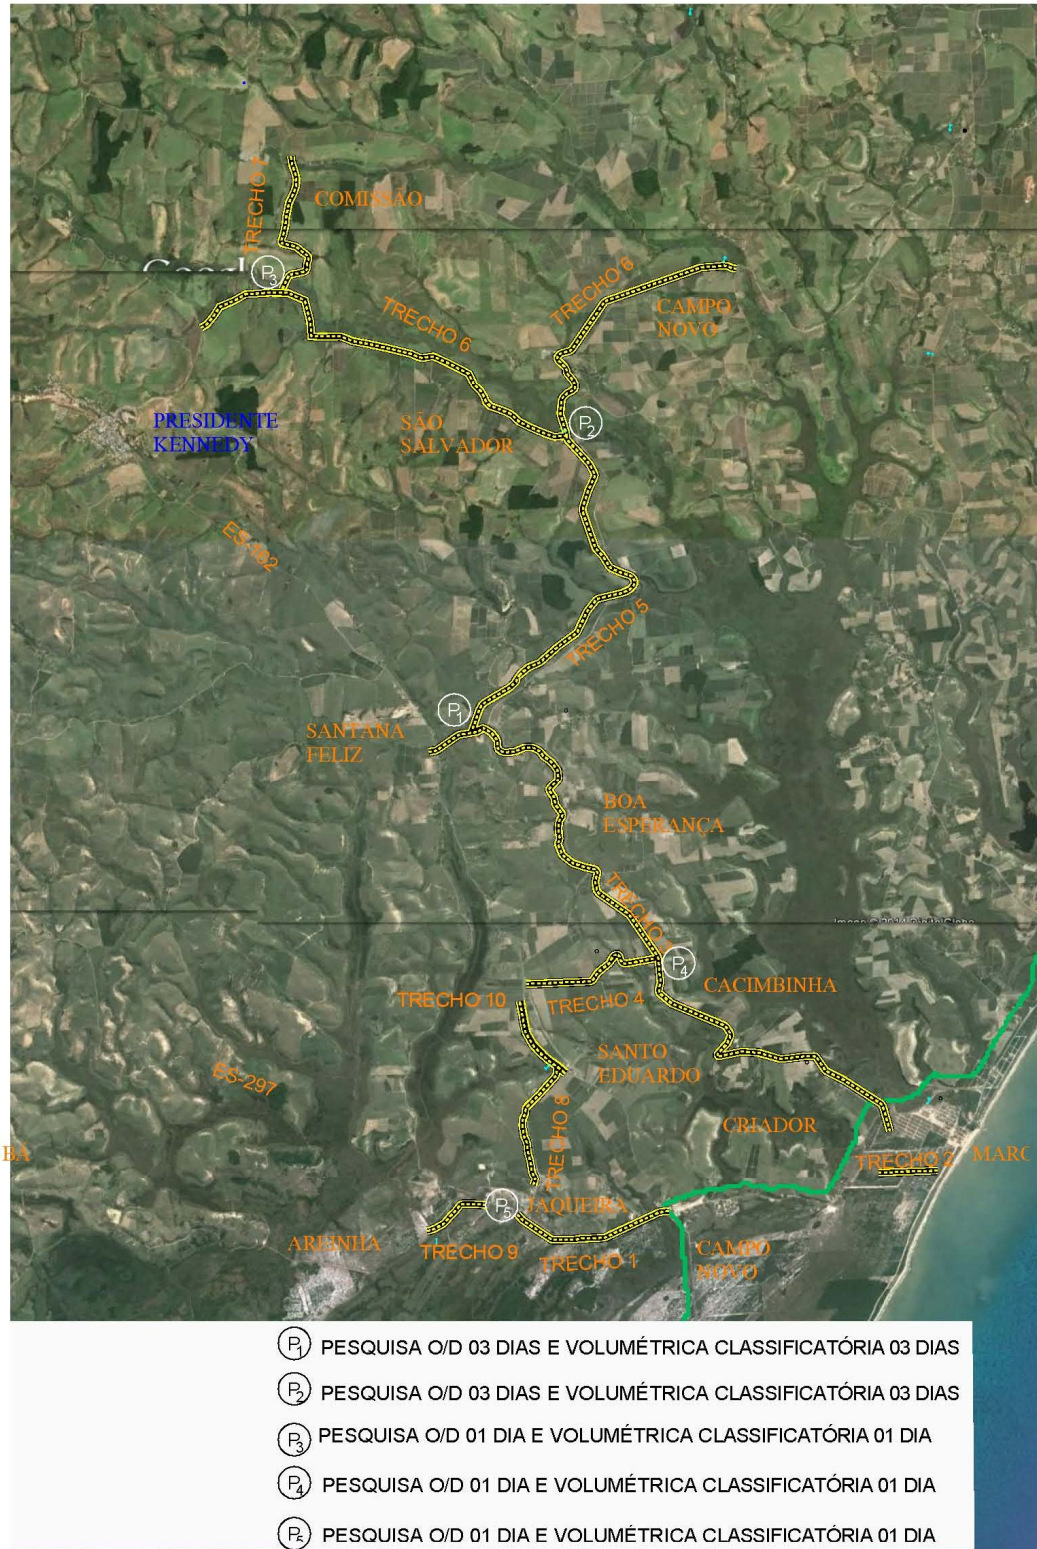 TRECHO 7
COMISSÃO
P3
TRECHO 6
TRECHO 6
CAMPO
NOVO
PRESIDENTE
KENNEDY
SÃO
SALVADOR
P2
ES-162
TRECHO 5
P1
SANTANA
FELIZ
BOA
ESPERANÇA
TRECHO
P4
CACIMBINHA
TRECHO 10
TRECHO 4
SANTO
EDUARDO
ES-297
TRECHO 8
CRIADOR
BÁ
TRECHO 2
MARO
P5
JAQUEIRA
AREINHA
TRECHO 9
TRECHO 1
CAMPO
NOVO
P1 PESQUISA O/D 03 DIAS E VOLUMÉTRICA CLASSIFICATÓRIA 03 DIAS
P2 PESQUISA O/D 03 DIAS E VOLUMÉTRICA CLASSIFICATÓRIA 03 DIAS
P3 PESQUISA O/D 01 DIA E VOLUMÉTRICA CLASSIFICATÓRIA 01 DIA
P4 PESQUISA O/D 01 DIA E VOLUMÉTRICA CLASSIFICATÓRIA 01 DIA
P5 PESQUISA O/D 01 DIA E VOLUMÉTRICA CLASSIFICATÓRIA 01 DIA